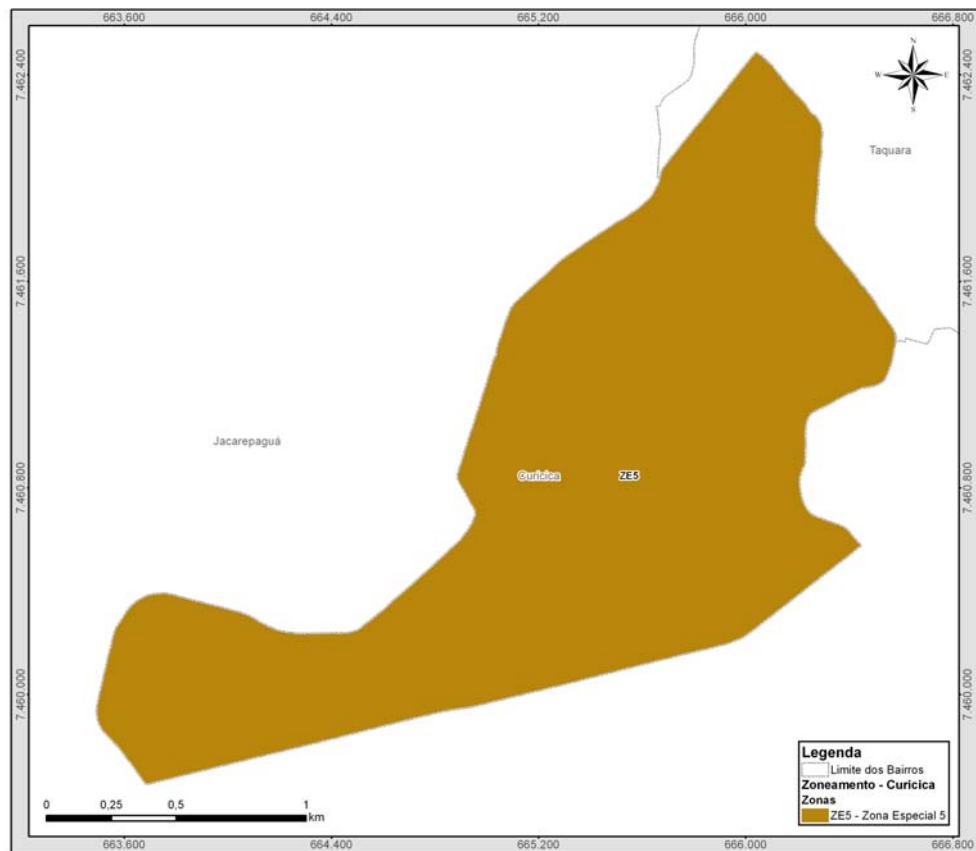 663.600 664.400 665.200 666.000 666.800
7.462.400 7.462.400
N
W E
S
Taquara
7.461.600 7.461.600
Jacarepaguá
Curicica ZE5
7.460.800 7.460.800
7.460.000 7.460.000
Legenda
Limite dos Bairros
Zoneamento - Curicica
Zonas
ZE5 - Zona Especial 5
0 0,25 0,5 1
km
663.600 664.400 665.200 666.000 666.800